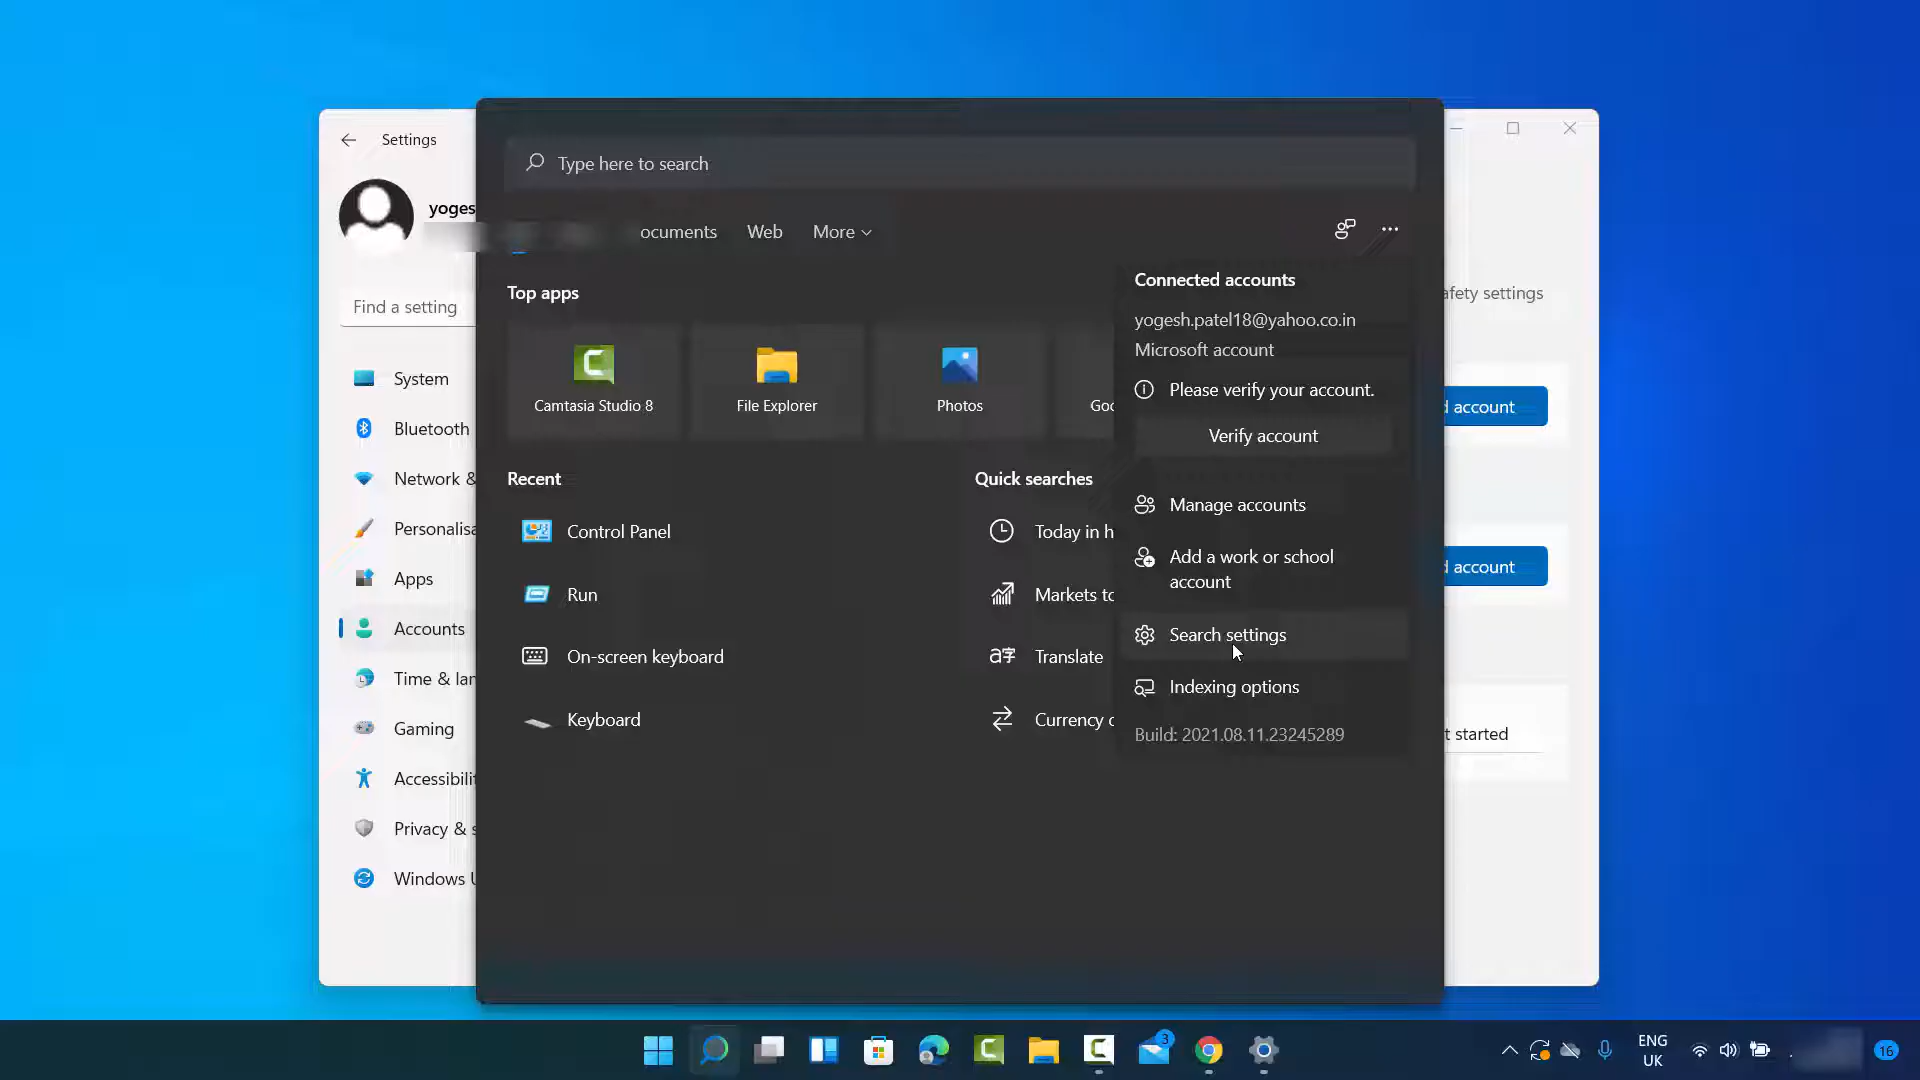 Settings
yoges
Find a setting
System
Bluetooth
Network &
Personalisa
Apps
Accounts
Time & lan
Gaming
Accessibilit
Privacy & s
Windows U
Type here to search
ocuments
Web
More
Top apps
Camtasia Studio 8
File Explorer
Photos
Goo
Recent
Control Panel
Run
On-screen keyboard
Keyboard
Quick searches
Today in h
Markets to
Translate
Currency c
Connected accounts
yogesh.patel18@yahoo.co.in
Microsoft account
Please verify your account.
Verify account
Manage accounts
Add a work or school
account
Search settings
Indexing options
Build: 2021.08.11.23245289
afety settings
d account
d account
t started
3
ENG
UK
16